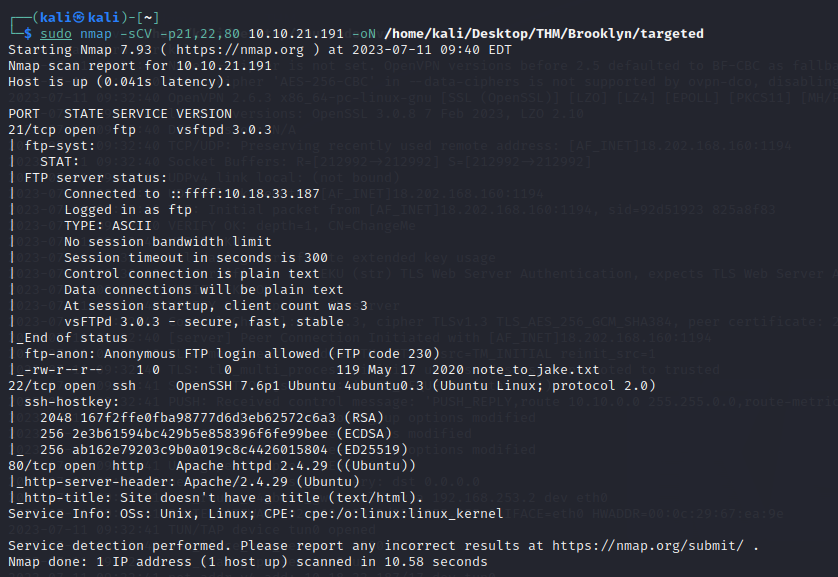 ┌──(kali㉿kali)-[~]
└─$ sudo nmap -sCV -p21,22,80 10.10.21.191 -oN /home/kali/Desktop/THM/Brooklyn/targeted
Starting Nmap 7.93 ( https://nmap.org ) at 2023-07-11 09:40 EDT
Nmap scan report for 10.10.21.191
Host is up (0.041s latency).

PORT   STATE SERVICE VERSION
21/tcp open  ftp     vsftpd 3.0.3
| ftp-syst:
|   STAT:
| FTP server status:
|      Connected to ::ffff:10.18.33.187
|      Logged in as ftp
|      TYPE: ASCII
|      No session bandwidth limit
|      Session timeout in seconds is 300
|      Control connection is plain text
|      Data connections will be plain text
|      At session startup, client count was 3
|      vsFTPd 3.0.3 - secure, fast, stable
|_End of status
| ftp-anon: Anonymous FTP login allowed (FTP code 230)
|_-rw-r--r--    1 0        0             119 May 17  2020 note_to_jake.txt
22/tcp open  ssh     OpenSSH 7.6p1 Ubuntu 4ubuntu0.3 (Ubuntu Linux; protocol 2.0)
| ssh-hostkey:
|   2048 167f2ffe0fba98777d6d3eb62572c6a3 (RSA)
|   256 2e3b61594bc429b5e858396f6fe99bee (ECDSA)
|_  256 ab162e79203c9b0a019c8c4426015804 (ED25519)
80/tcp open  http    Apache httpd 2.4.29 ((Ubuntu))
|_http-server-header: Apache/2.4.29 (Ubuntu)
|_http-title: Site doesn't have a title (text/html).
Service Info: OSs: Unix, Linux; CPE: cpe:/o:linux:linux_kernel

Service detection performed. Please report any incorrect results at https://nmap.org/submit/ .
Nmap done: 1 IP address (1 host up) scanned in 10.58 seconds